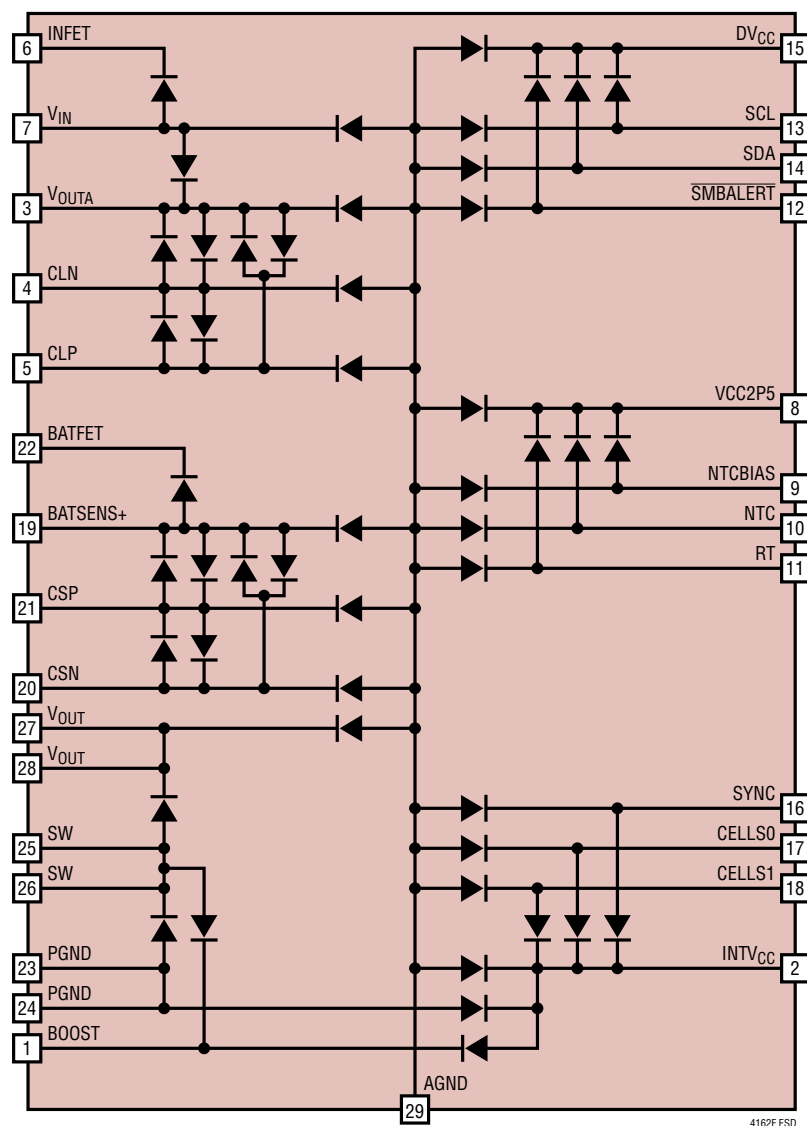 6 INFET
7 VIN
3 VOUTA
4 CLN
5 CLP
22 BATFET
19 BATSENS+
21 CSP
20 CSN
27 VOUT
28 VOUT
25 SW
26 SW
23 PGND
24 PGND
1 BOOST
DVCC 15
SCL 13
SDA 14
SMBALERT 12
VCC2P5 8
NTCBIAS 9
NTC 10
RT 11
SYNC 16
CELLS0 17
CELLS1 18
INTVCC 2
AGND
29
4162F ESD